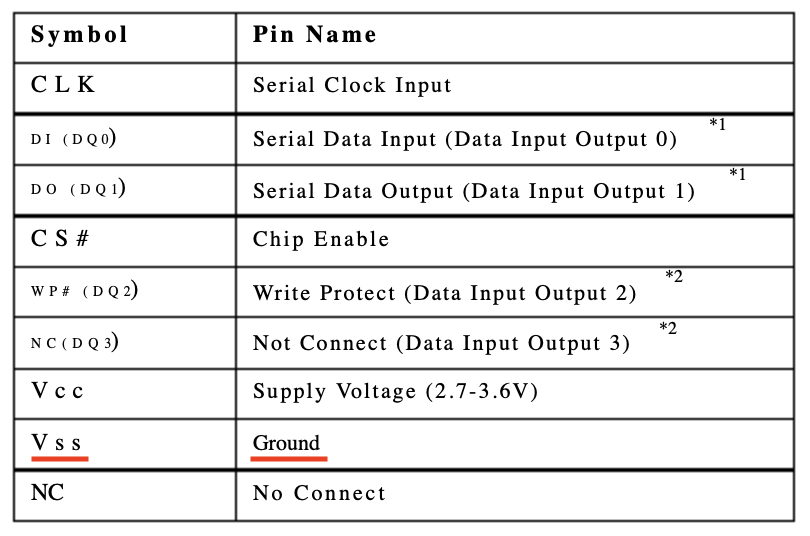 Symbol Pin Name
CLK Serial Clock Input
DI (DQ0) Serial Data Input (Data Input Output 0) *1
DO (DQ1) Serial Data Output (Data Input Output 1) *1
CS# Chip Enable
WP# (DQ2) Write Protect (Data Input Output 2) *2
NC(DQ3) Not Connect (Data Input Output 3) *2
Vcc Supply Voltage (2.7-3.6V)
Vss Ground
NC No Connect